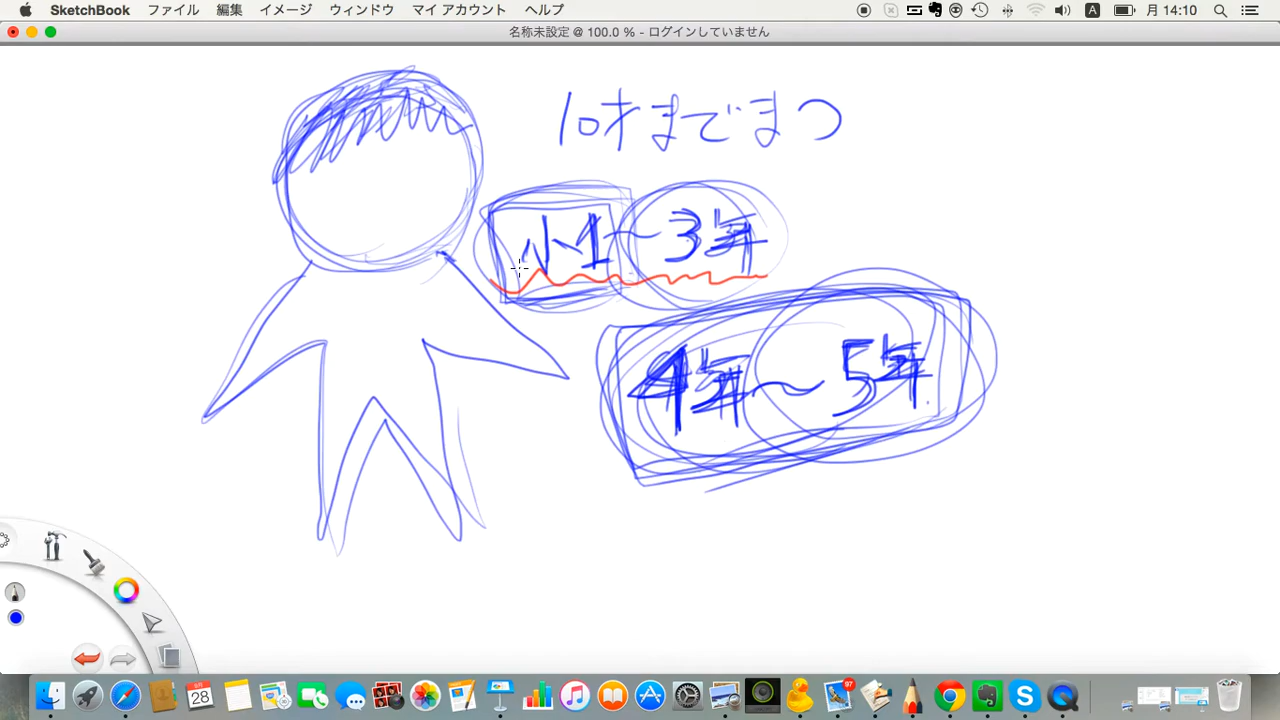 SketchBook ファイル 編集 イメージ ウィンドウ マイ アカウント ヘルプ A 月 14:10
名称未設定 @ 100.0 % - ログインしていません
10才までまつ
小1〜3年
4年〜5年
28
97